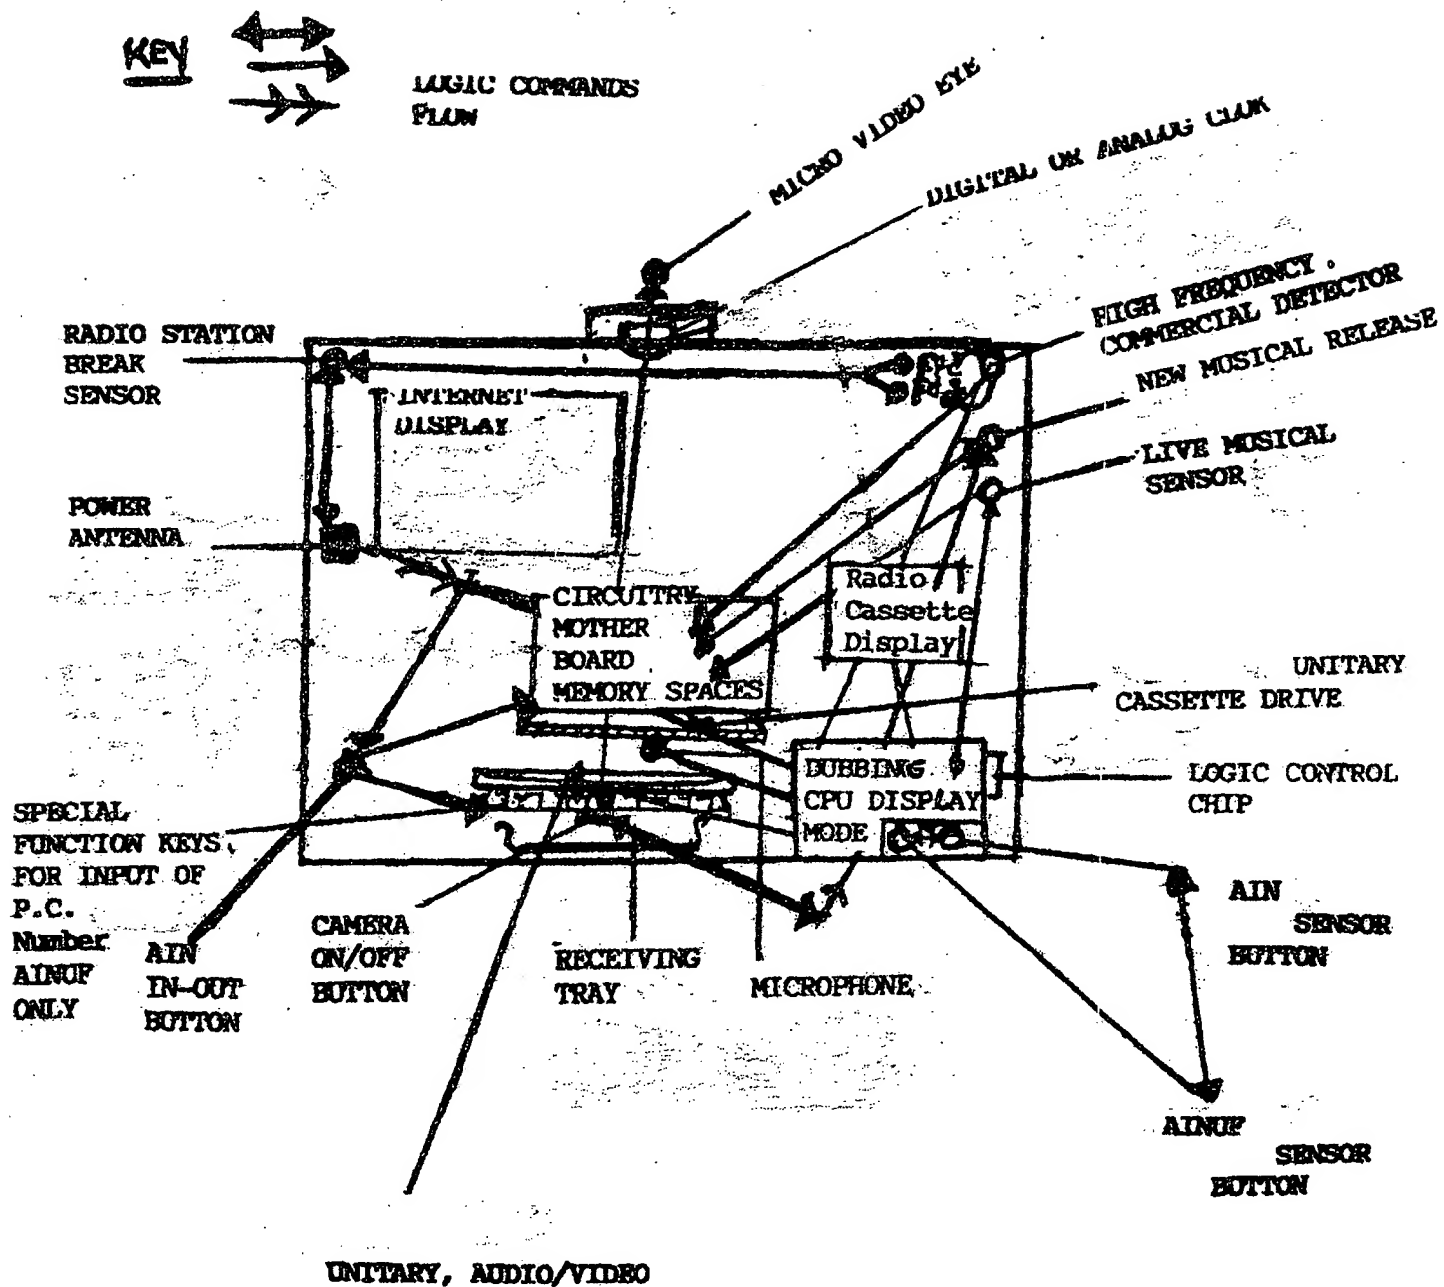 KEY
LOGIC COMMANDS
FLOW
MICRO VIDEO EYE
DIGITAL OR ANALOG CLOK
HIGH FREQUENCY.
COMMERCIAL DETECTOR
NEW MUSICAL RELEASE
RADIO STATION
BREAK
SENSOR
INTERNET
DISPLAY
LIVE MUSICAL
SENSOR
POWER
ANTENNA
CIRCUITRY
MOTHER
BOARD
MEMORY SPACES
Radio
Cassette
Display
UNITARY
CASSETTE DRIVE
DUBBING
CPU DISPLAY
MODE
LOGIC CONTROL
CHIP
SPECIAL
FUNCTION KEYS
FOR INPUT OF
P.C.
Number
AINUF
ONLY
AIN
IN-OUT
BUTTON
CAMERA
ON/OFF
BUTTON
RECEIVING
TRAY
MICROPHONE
AIN
SENSOR
BUTTON
AINUF
SENSOR
BUTTON
UNITARY, AUDIO/VIDEO